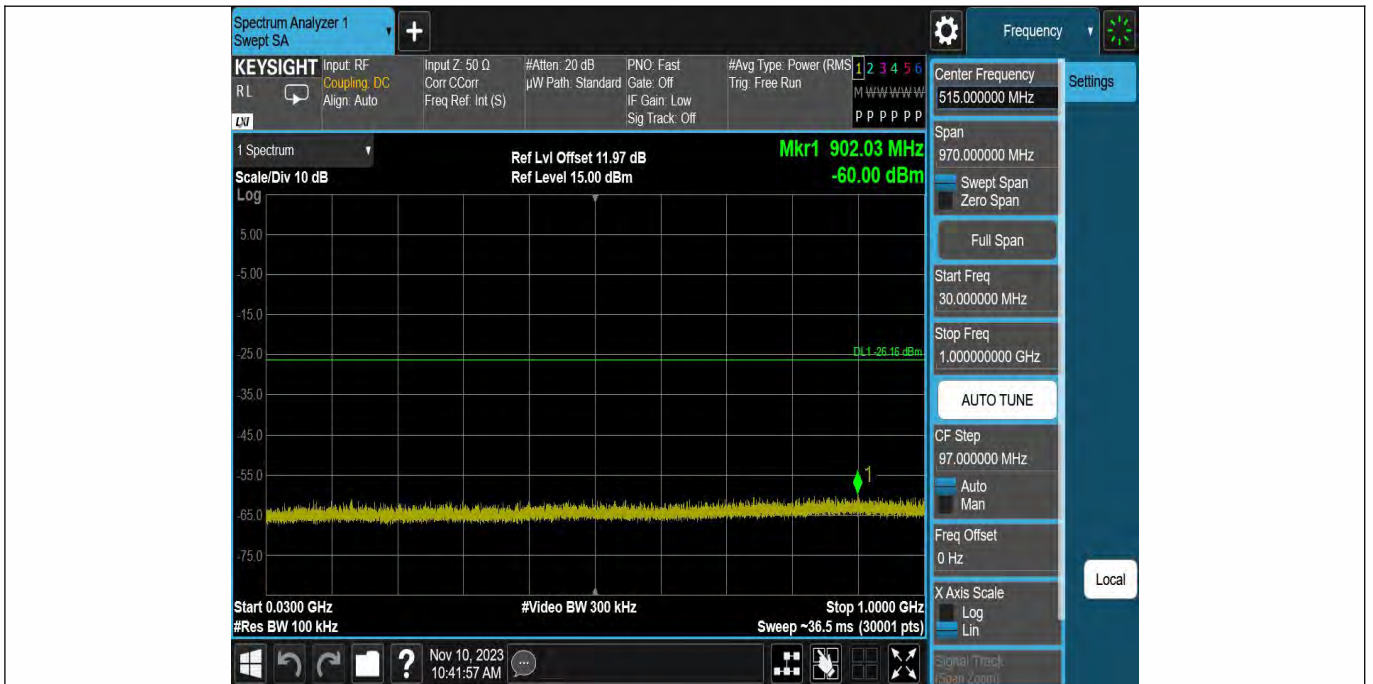 Spectrum Analyzer 1
Swept SA
+
Frequency
KEYSIGHT
RL
LXI
Input: RF
Coupling: DC
Align: Auto
Input Z: 50 Ω
Corr CCorr
Freq Ref: Int (S)
#Atten: 20 dB
µW Path: Standard
PNO: Fast
Gate: Off
IF Gain: Low
Sig Track: Off
#Avg Type: Power (RMS
Trig: Free Run
1 2 3 4 5 6
M W W W W W
P P P P P P
Center Frequency
515.000000 MHz
Settings
Span
970.000000 MHz
Swept Span
Zero Span
Full Span
Start Freq
30.000000 MHz
Stop Freq
1.000000000 GHz
AUTO TUNE
CF Step
97.000000 MHz
Auto
Man
Freq Offset
0 Hz
X Axis Scale
Log
Lin
Signal Track
(Span Zoom)
Local
1 Spectrum
Scale/Div 10 dB
Log
Ref Lvl Offset 11.97 dB
Ref Level 15.00 dBm
Mkr1 902.03 MHz
-60.00 dBm
5.00
-5.00
-15.0
-25.0
DL1 -26.16 dBm
-35.0
-45.0
-55.0
1
-65.0
-75.0
Start 0.0300 GHz
#Res BW 100 kHz
#Video BW 300 kHz
Stop 1.0000 GHz
Sweep ~36.5 ms (30001 pts)
?
Nov 10, 2023
10:41:57 AM